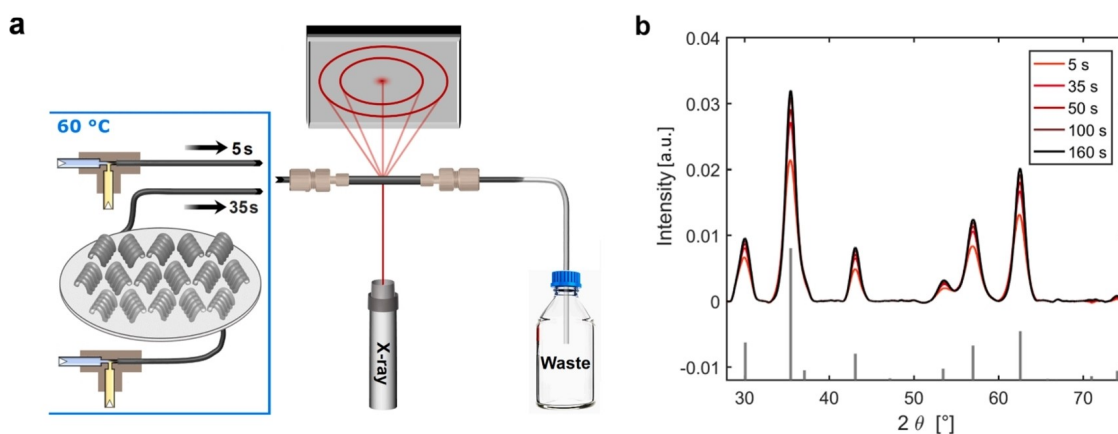 a
60 °C
5s
35s
X-ray
Waste
b
0.04
0.03
0.02
0.01
0
-0.01
Intensity [a.u.]
5 s
35 s
50 s
100 s
160 s
30
40
50
60
70
2 θ [°]